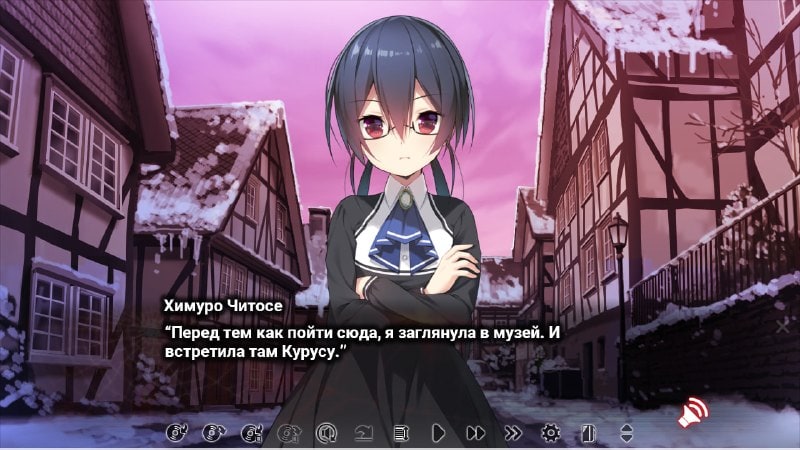 Химуро Читосе
“Перед тем как пойти сюда, я заглянула в музей. И
встретила там Курусу.”